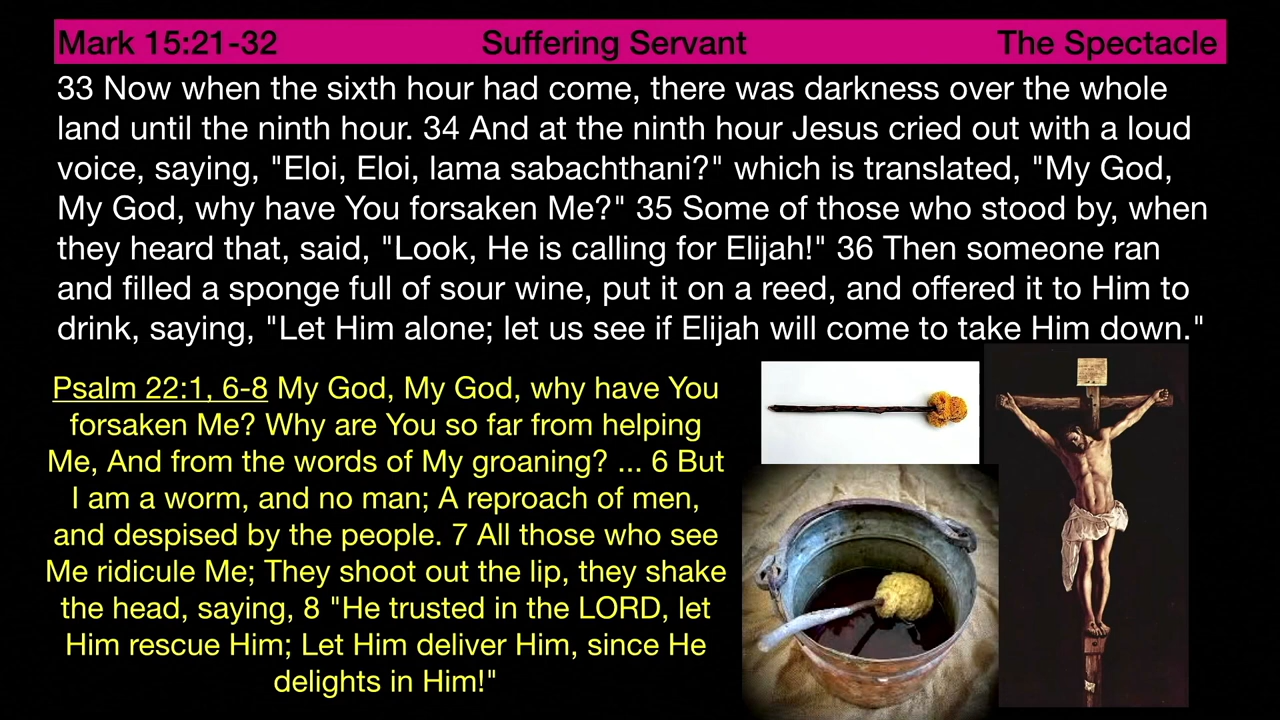 Mark 15:21-32 Suffering Servant The Spectacle
33 Now when the sixth hour had come, there was darkness over the whole
land until the ninth hour. 34 And at the ninth hour Jesus cried out with a loud
voice, saying, "Eloi, Eloi, lama sabachthani?" which is translated, "My God,
My God, why have You forsaken Me?" 35 Some of those who stood by, when
they heard that, said, "Look, He is calling for Elijah!" 36 Then someone ran
and filled a sponge full of sour wine, put it on a reed, and offered it to Him to
drink, saying, "Let Him alone; let us see if Elijah will come to take Him down."
Psalm 22:1, 6-8 My God, My God, why have You
forsaken Me? Why are You so far from helping
Me, And from the words of My groaning? ... 6 But
I am a worm, and no man; A reproach of men,
and despised by the people. 7 All those who see
Me ridicule Me; They shoot out the lip, they shake
the head, saying, 8 "He trusted in the LORD, let
Him rescue Him; Let Him deliver Him, since He
delights in Him!"